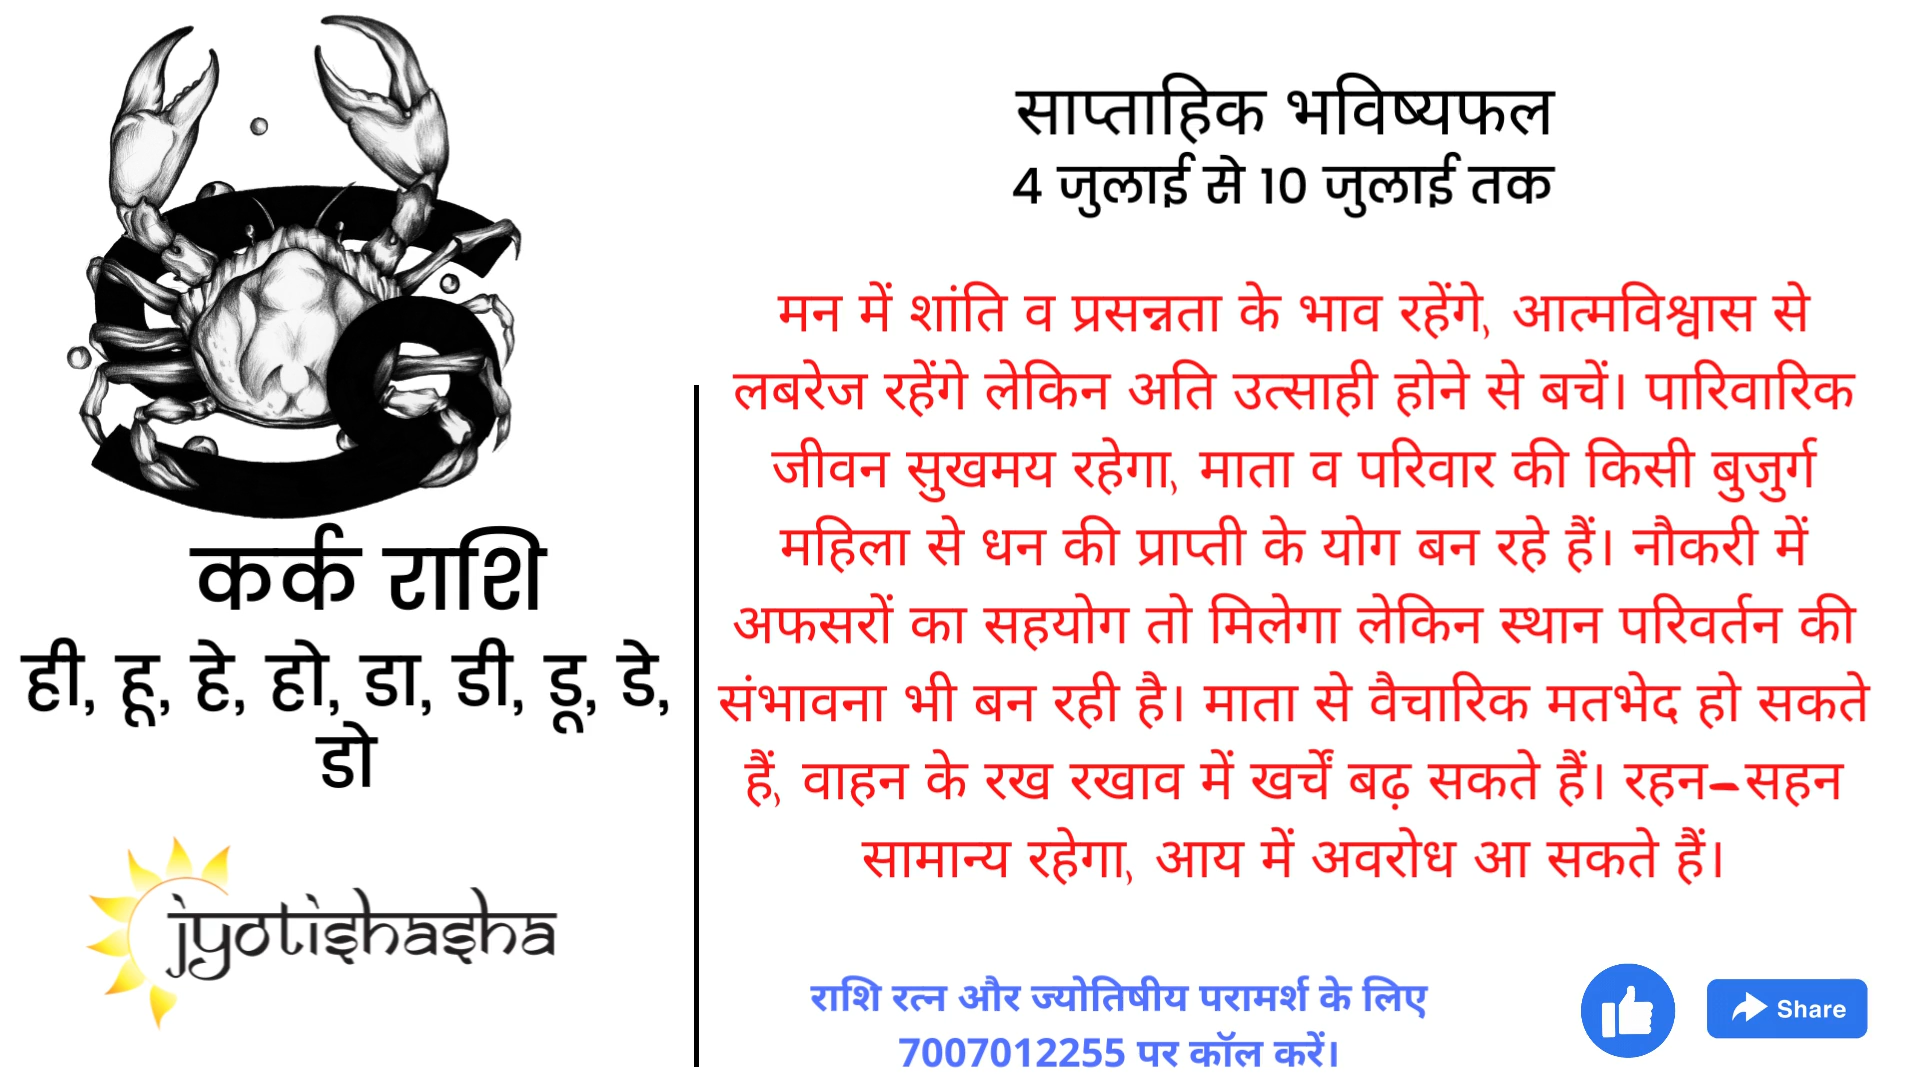 साप्ताहिक भविष्यफल
4 जुलाई से 10 जुलाई तक
मन में शांति व प्रसन्नता के भाव रहेंगे, आत्मविश्वास से
लबरेज रहेंगे लेकिन अति उत्साही होने से बचें। पारिवारिक
जीवन सुखमय रहेगा, माता व परिवार की किसी बुजुर्ग
महिला से धन की प्राप्ती के योग बन रहे हैं। नौकरी में
अफसरों का सहयोग तो मिलेगा लेकिन स्थान परिवर्तन की
संभावना भी बन रही है। माता से वैचारिक मतभेद हो सकते
हैं, वाहन के रख रखाव में खर्चें बढ़ सकते हैं। रहन-सहन
सामान्य रहेगा, आय में अवरोध आ सकते हैं।
कर्क राशि
ही, हू, हे, हो, डा, डी, डू, डे,
डो
jyotishasha
राशि रत्न और ज्योतिषीय परामर्श के लिए
7007012255 पर कॉल करें।
Share